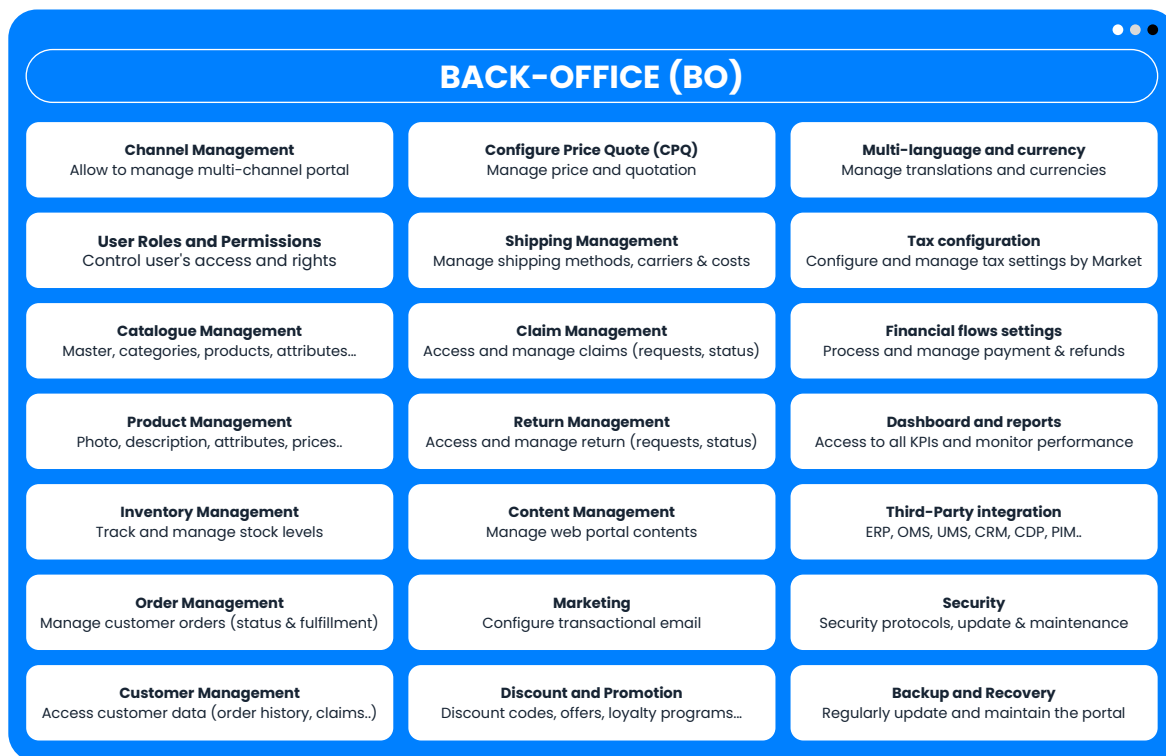 BACK-OFFICE (BO)
Channel Management
Allow to manage multi-channel portal
Configure Price Quote (CPQ)
Manage price and quotation
Multi-language and currency
Manage translations and currencies
User Roles and Permissions
Control user's access and rights
Shipping Management
Manage shipping methods, carriers & costs
Tax configuration
Configure and manage tax settings by Market
Catalogue Management
Master, categories, products, attributes...
Claim Management
Access and manage claims (requests, status)
Financial flows settings
Process and manage payment & refunds
Product Management
Photo, description, attributes, prices..
Return Management
Access and manage return (requests, status)
Dashboard and reports
Access to all KPIs and monitor performance
Inventory Management
Track and manage stock levels
Content Management
Manage web portal contents
Third-Party integration
ERP, OMS, UMS, CRM, CDP, PIM..
Order Management
Manage customer orders (status & fulfillment)
Marketing
Configure transactional email
Security
Security protocols, update & maintenance
Customer Management
Access customer data (order history, claims..)
Discount and Promotion
Discount codes, offers, loyalty programs...
Backup and Recovery
Regularly update and maintain the portal